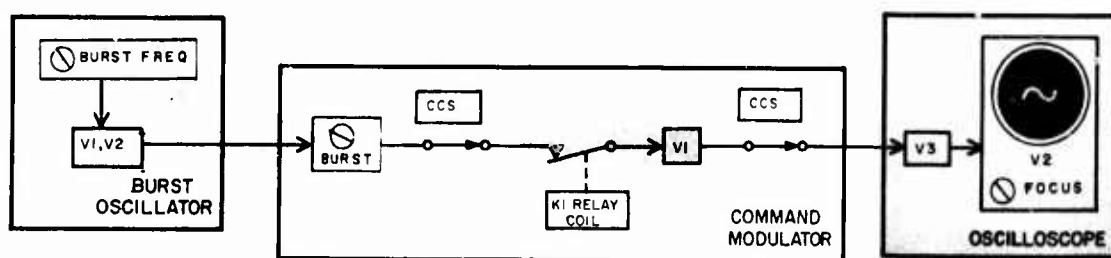 BURST FREQ
V1, V2
BURST
OSCILLATOR
BURST
CCS
K1 RELAY
COIL
V1
CCS
COMMAND
MODULATOR
V3
V2
FOCUS
OSCILLOSCOPE